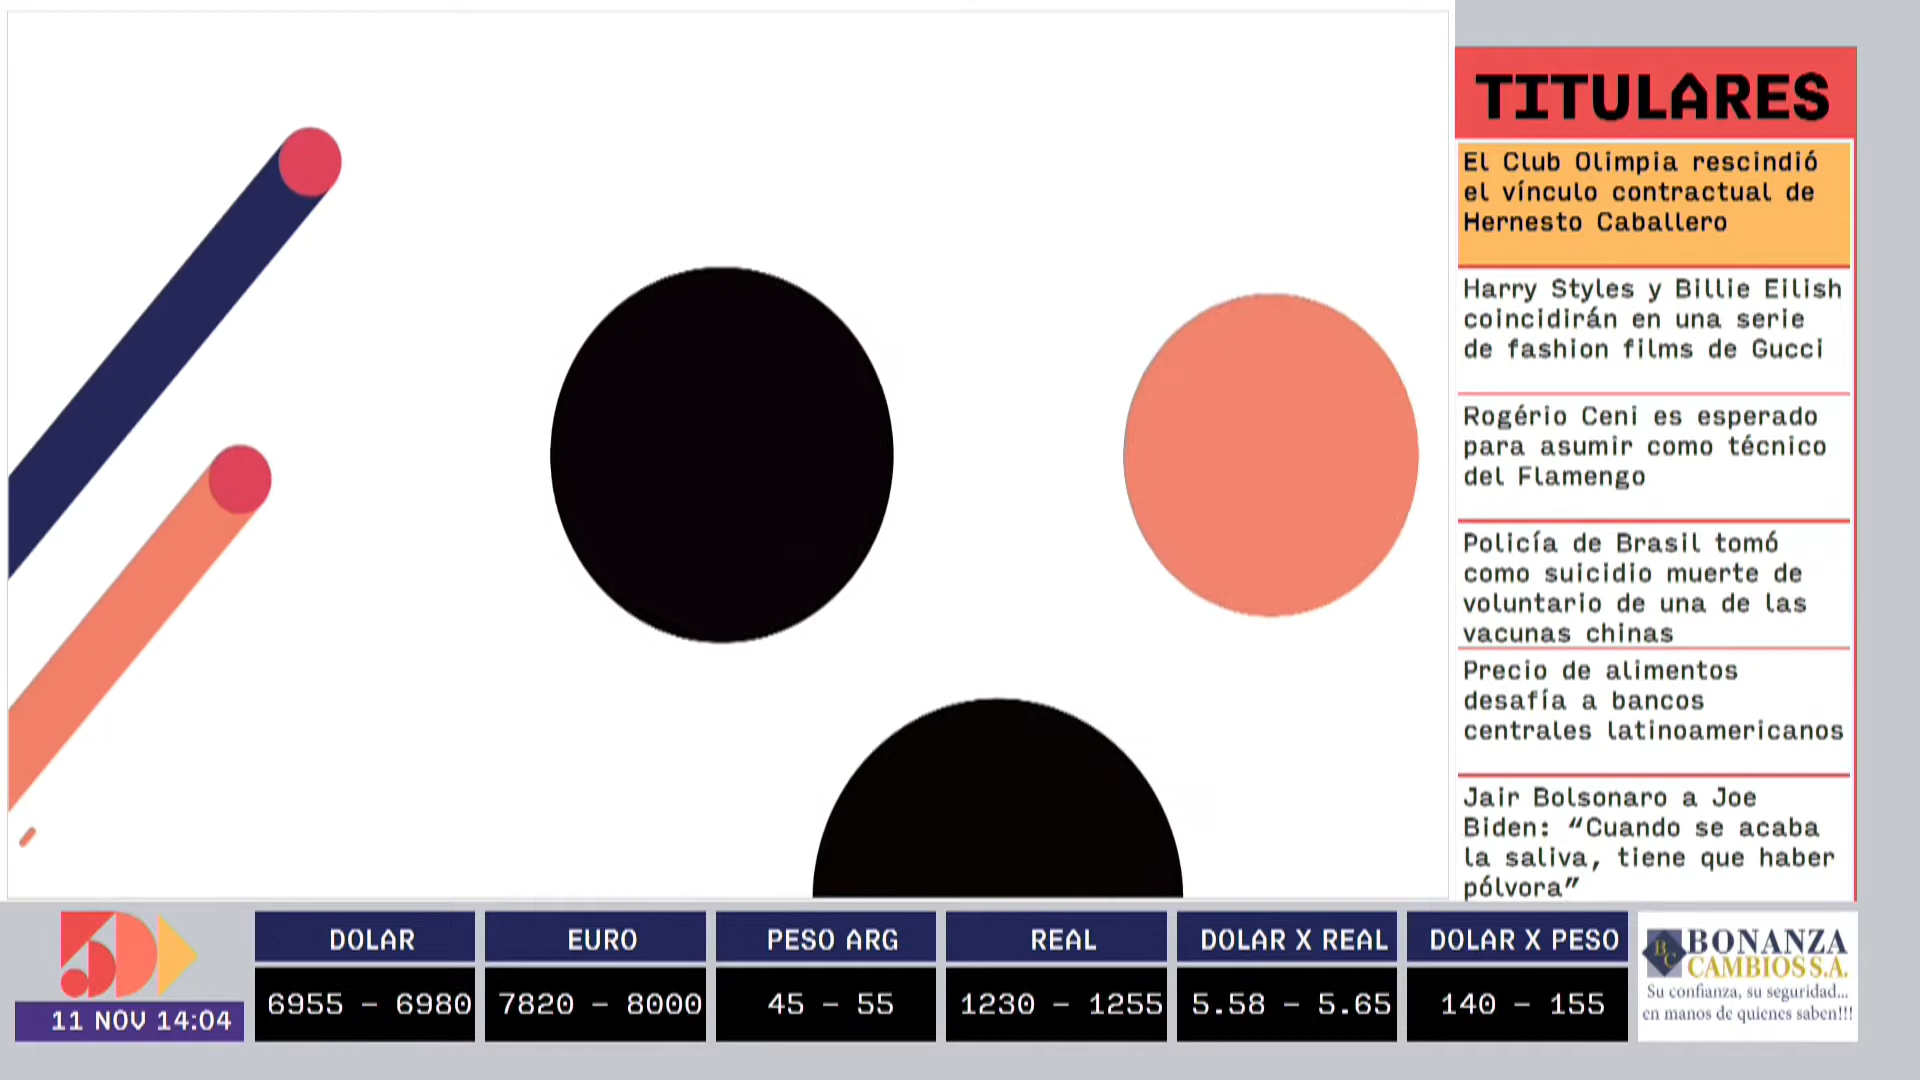 TITULARES
El Club Olimpia rescindió
el vínculo contractual de
Hernesto Caballero
Harry Styles y Billie Eilish
coincidirán en una serie
de fashion films de Gucci
Rogério Ceni es esperado
para asumir como técnico
del Flamengo
Policía de Brasil tomó
como suicidio muerte de
voluntario de una de las
vacunas chinas
Precio de alimentos
desafía a bancos
centrales latinoamericanos
Jair Bolsonaro a Joe
Biden: “Cuando se acaba
la saliva, tiene que haber
pólvora”
5D
11 NOV 14:04
DOLAR
6955 - 6980
EURO
7820 - 8000
PESO ARG
45 - 55
REAL
1230 - 1255
DOLAR X REAL
5.58 - 5.65
DOLAR X PESO
140 - 155
BC
BONANZA
CAMBIOS S.A.
Su confianza, su seguridad...
en manos de quienes saben!!!